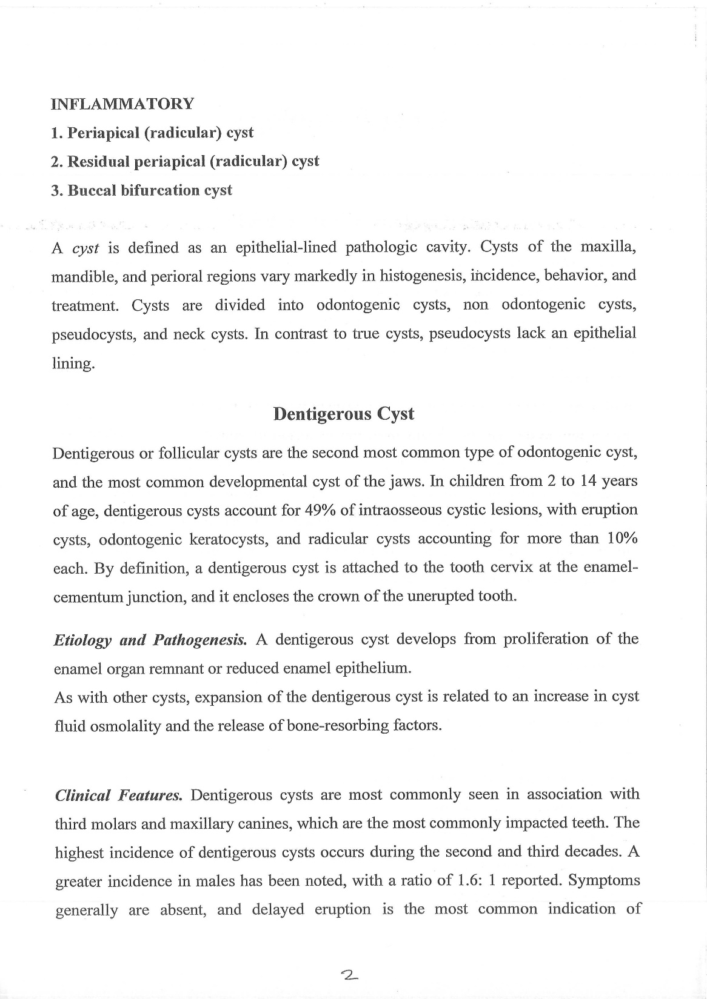 INFLAMMATORY
1. Periapical (radicular) cyst
2. Residual periapical (radicular) cyst
3. Buccal bifurcation cyst
A cyst is defined as an epithelial-lined pathologic cavity. Cysts of the maxilla,
mandible, and perioral regions vary markedly in histogenesis, incidence, behavior, and
treatment. Cysts are divided into odontogenic cysts, non odontogenic cysts,
pseudocysts, and neck cysts. In contrast to true cysts, pseudocysts lack an epithelial
lining.
Dentigerous Cyst
Dentigerous or follicular cysts are the second most common type of odontogenic cyst,
and the most common developmental cyst of the jaws. In children from 2 to 14 years
of age, dentigerous cysts account for 49% of intraosseous cystic lesions, with eruption
cysts, odontogenic keratocysts, and radicular cysts accounting for more than 10%
each. By definition, a dentigerous cyst is attached to the tooth cervix at the enamel-
cementum junction, and it encloses the crown of the unerupted tooth.
Etiology and Pathogenesis. A dentigerous cyst develops from proliferation of the
enamel organ remnant or reduced enamel epithelium.
As with other cysts, expansion of the dentigerous cyst is related to an increase in cyst
fluid osmolality and the release of bone-resorbing factors.
Clinical Features. Dentigerous cysts are most commonly seen in association with
third molars and maxillary canines, which are the most commonly impacted teeth. The
highest incidence of dentigerous cysts occurs during the second and third decades. A
greater incidence in males has been noted, with a ratio of 1.6: 1 reported. Symptoms
generally are absent, and delayed eruption is the most common indication of
2